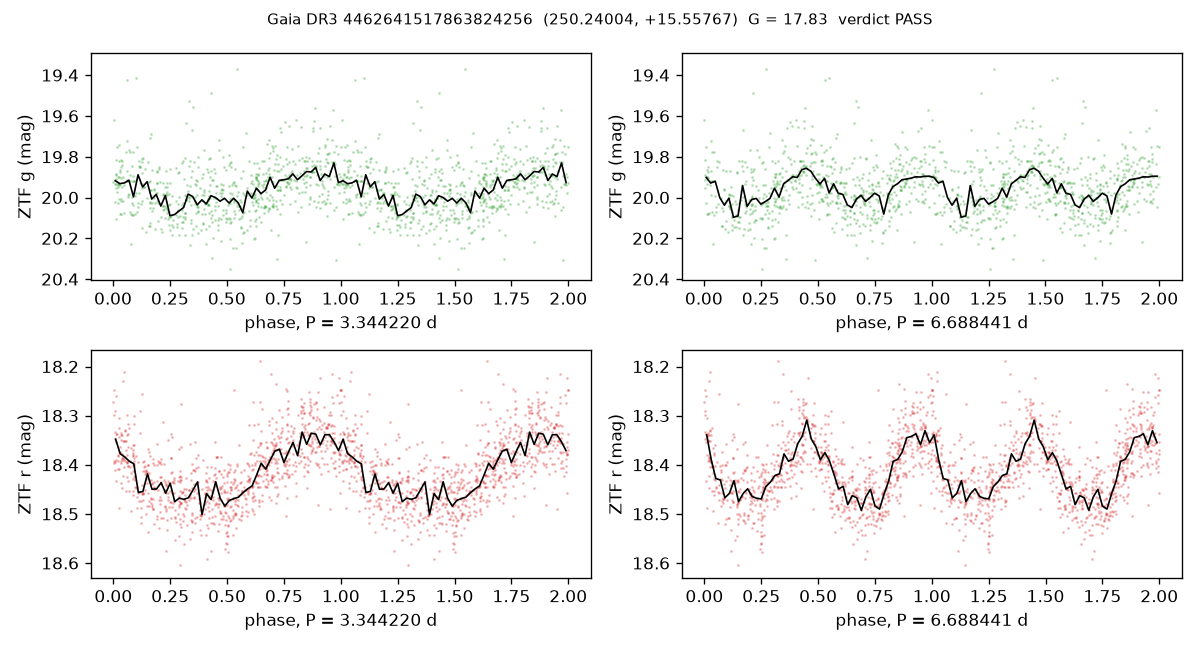 Gaia DR3 4462641517863824256 (250.24004, +15.55767) G = 17.83 verdict PASS
ZTF g (mag)
19.4
19.6
19.8
20.0
20.2
20.4
0.00 0.25 0.50 0.75 1.00 1.25 1.50 1.75 2.00
phase, P = 3.344220 d
ZTF g (mag)
19.4
19.6
19.8
20.0
20.2
20.4
0.00 0.25 0.50 0.75 1.00 1.25 1.50 1.75 2.00
phase, P = 6.688441 d
ZTF r (mag)
18.2
18.3
18.4
18.5
18.6
0.00 0.25 0.50 0.75 1.00 1.25 1.50 1.75 2.00
phase, P = 3.344220 d
ZTF r (mag)
18.2
18.3
18.4
18.5
18.6
0.00 0.25 0.50 0.75 1.00 1.25 1.50 1.75 2.00
phase, P = 6.688441 d